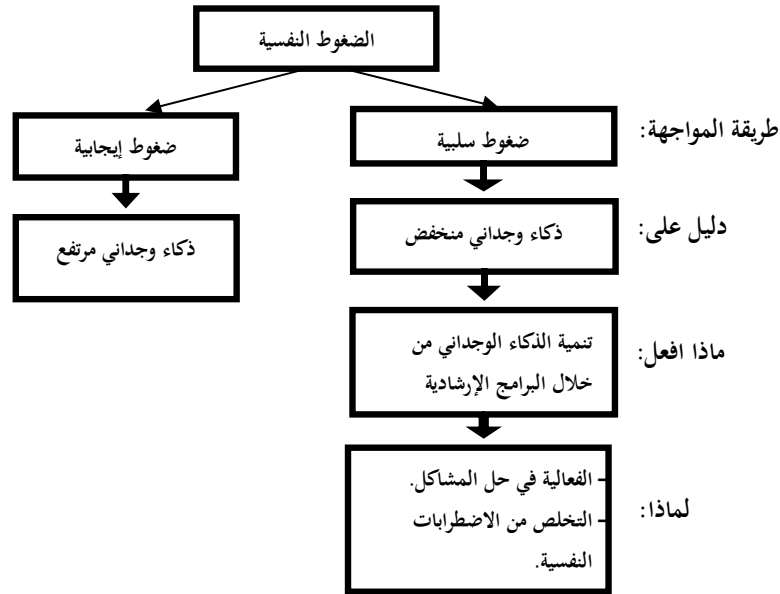 الضغوط النفسية
طريقة المواجهة:
ضغوط سلبية
ضغوط إيجابية
دليل على:
ذكاء وجداني منخفض
ذكاء وجداني مرتفع
ماذا افعل:
تنمية الذكاء الوجداني من
خلال البرامج الإرشادية
لماذا:
- الفعالية في حل المشاكل.
- التخلص من الاضطرابات
النفسية.